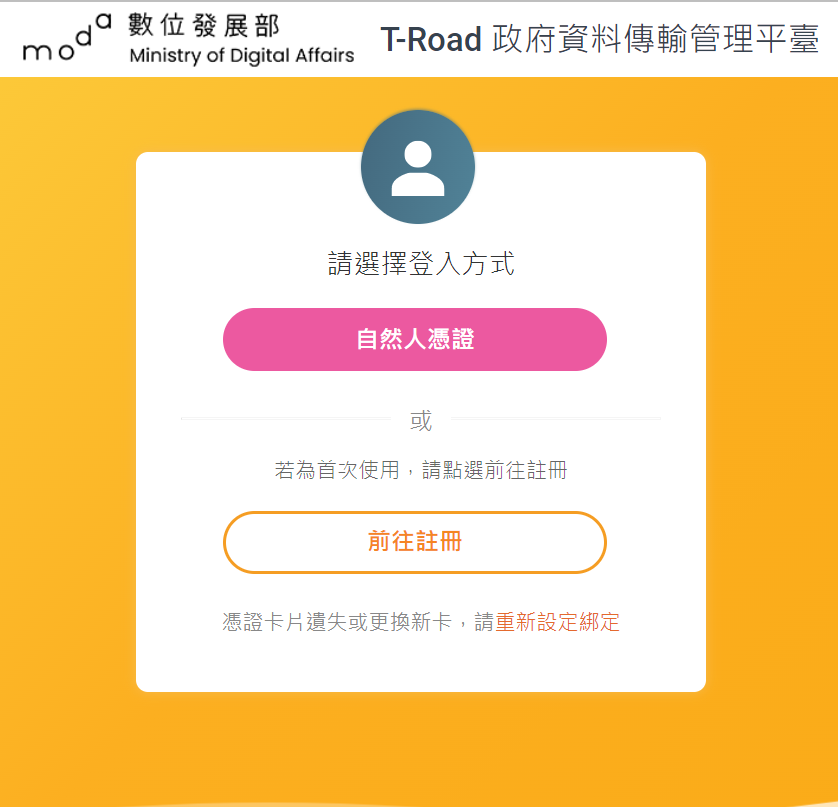 moda 數位發展部
Ministry of Digital Affairs
T-Road 政府資料傳輸管理平臺
請選擇登入方式
自然人憑證
或
若為首次使用，請點選前往註冊
前往註冊
憑證卡片遺失或更換新卡，請重新設定綁定